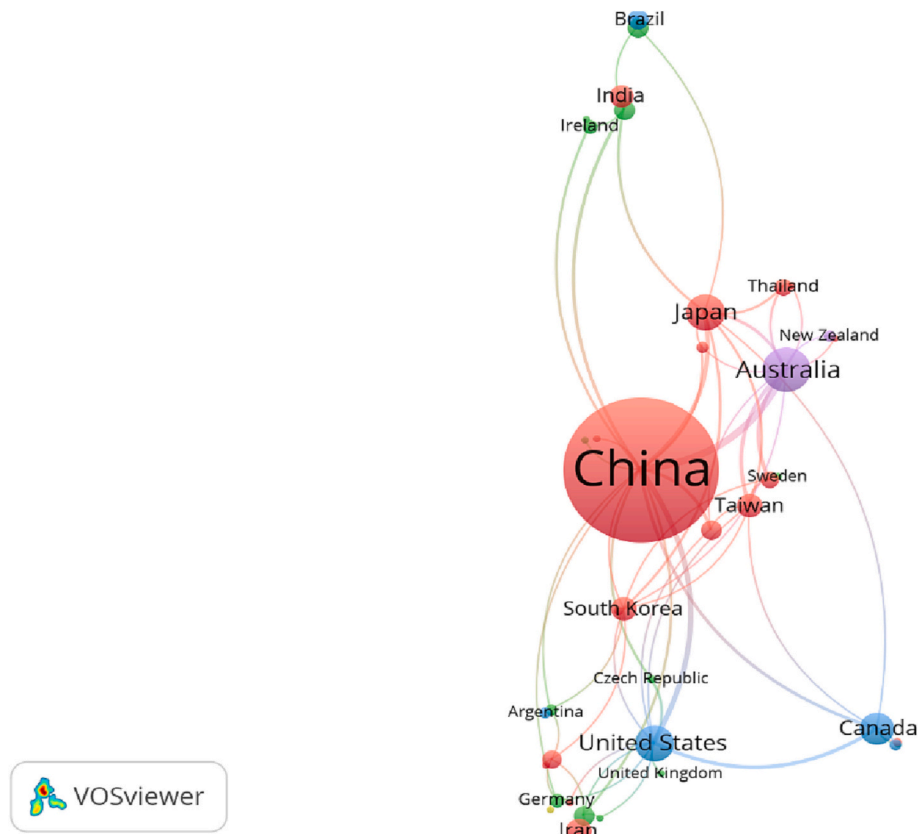 Brazil
India
Ireland
Thailand
Japan
New Zealand
Australia
China
Sweden
Taiwan
South Korea
Czech Republic
Argentina
Canada
United States
United Kingdom
Germany
Iran
VOSviewer